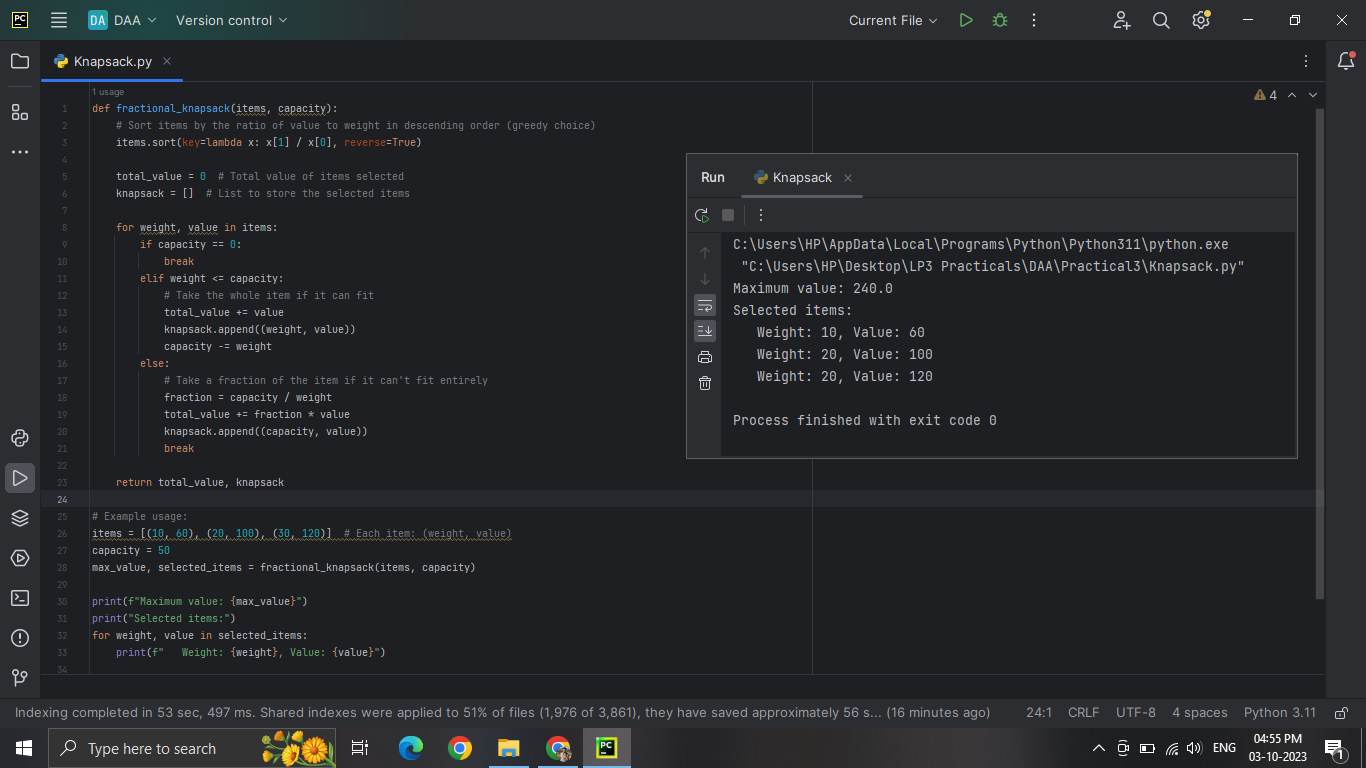 PC
DA DAA Version control Current File
Knapsack.py
1 usage
4
1 def fractional_knapsack(items, capacity):
2 # Sort items by the ratio of value to weight in descending order (greedy choice)
3 items.sort(key=lambda x: x[1] / x[0], reverse=True)
4
5 total_value = 0 # Total value of items selected
6 knapsack = [] # List to store the selected items
7
8 for weight, value in items:
9 if capacity == 0:
10 break
11 elif weight <= capacity:
12 # Take the whole item if it can fit
13 total_value += value
14 knapsack.append((weight, value))
15 capacity -= weight
16 else:
17 # Take a fraction of the item if it can't fit entirely
18 fraction = capacity / weight
19 total_value += fraction * value
20 knapsack.append((capacity, value))
21 break
22
23 return total_value, knapsack
24
25 # Example usage:
26 items = [(10, 60), (20, 100), (30, 120)] # Each item: (weight, value)
27 capacity = 50
28 max_value, selected_items = fractional_knapsack(items, capacity)
29
30 print(f"Maximum value: {max_value}")
31 print("Selected items:")
32 for weight, value in selected_items:
33 print(f"   Weight: {weight}, Value: {value}")
34
Run Knapsack
C:\Users\HP\AppData\Local\Programs\Python\Python311\python.exe
"C:\Users\HP\Desktop\LP3 Practicals\DAA\Practical3\Knapsack.py"
Maximum value: 240.0
Selected items:
Weight: 10, Value: 60
Weight: 20, Value: 100
Weight: 20, Value: 120
Process finished with exit code 0
Indexing completed in 53 sec, 497 ms. Shared indexes were applied to 51% of files (1,976 of 3,861), they have saved approximately 56 s... (16 minutes ago) 24:1 CRLF UTF-8 4 spaces Python 3.11
Type here to search PC ENG 04:55 PM
03-10-2023 1